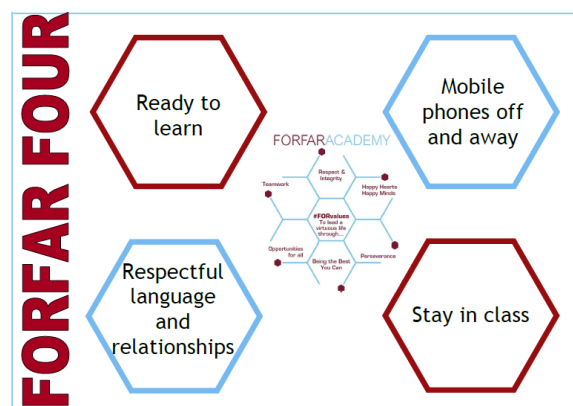 FORFAR FOUR
Ready to
learn
Mobile
phones off
and away
FORFARACADEMY
Respect &
Integrity
Teamwork
Happy Hearts
Happy Minds
#FORvalues
To lead a
virtuous life
through...
Opportunities
for all
Being the Best
You Can
Perseverance
Respectful
language
and
relationships
Stay in class